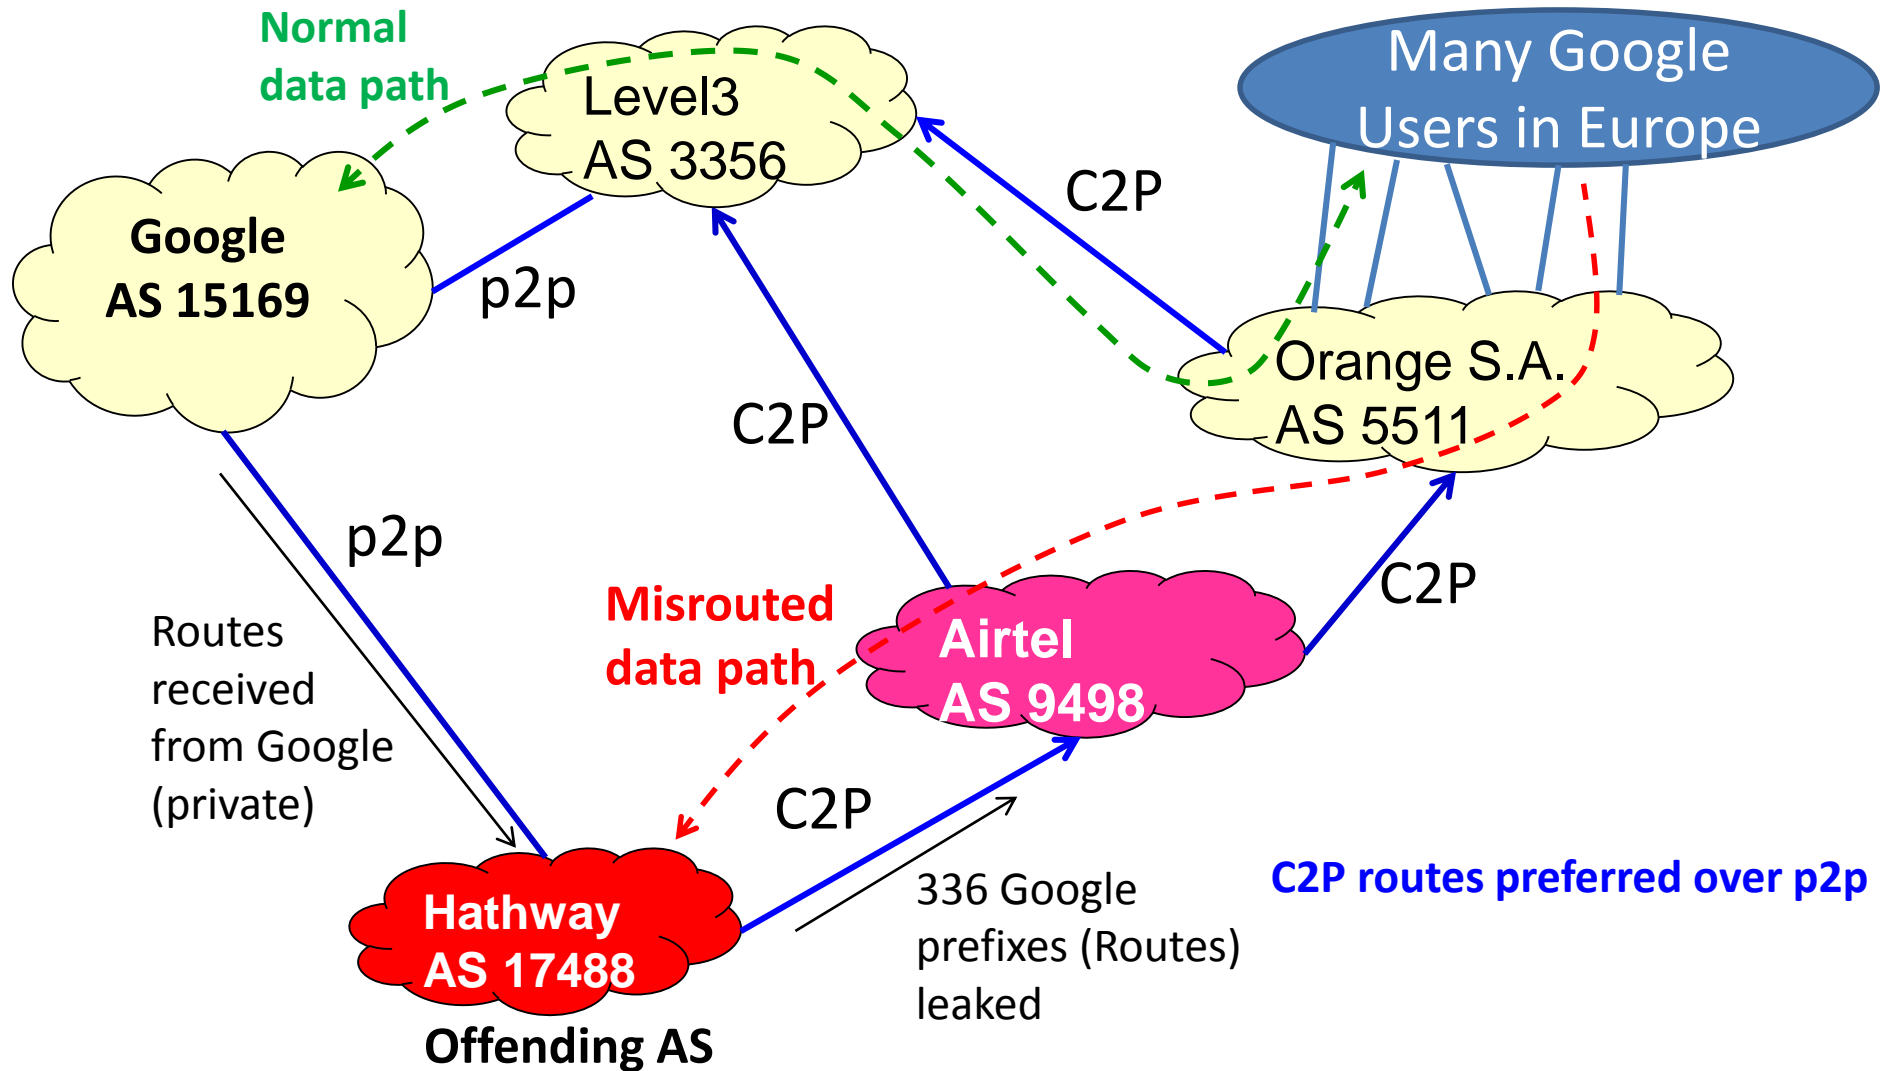 Normal
data path
Level3
AS 3356
Many Google
Users in Europe
C2P
Google
AS 15169
p2p
Orange S.A.
AS 5511
C2P
p2p
C2P
Misrouted
data path
Airtel
AS 9498
Routes
received
from Google
(private)
C2P
336 Google
prefixes (Routes)
leaked
C2P routes preferred over p2p
Hathway
AS 17488
Offending AS